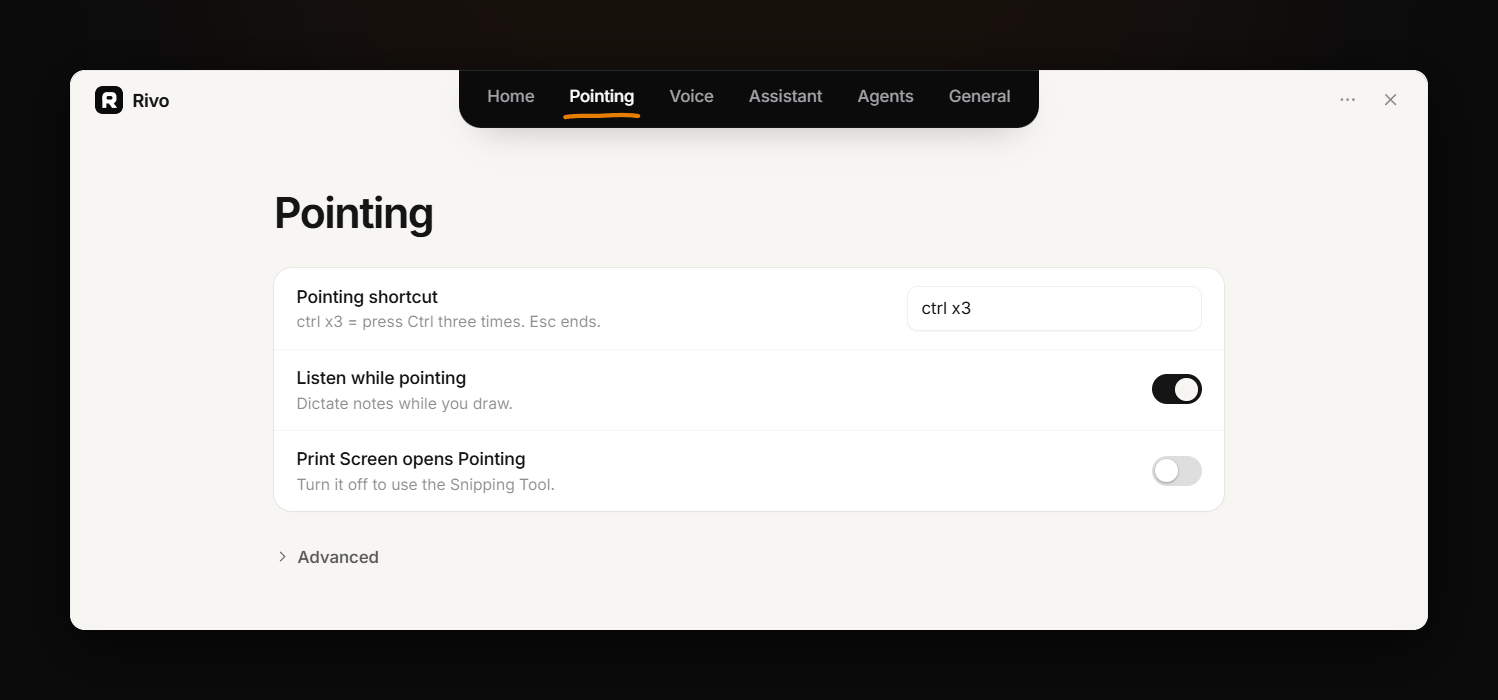 Rivo
Home Pointing Voice Assistant Agents General
Pointing
Pointing shortcut
ctrl x3 = press Ctrl three times. Esc ends.
ctrl x3
Listen while pointing
Dictate notes while you draw.
Print Screen opens Pointing
Turn it off to use the Snipping Tool.
Advanced